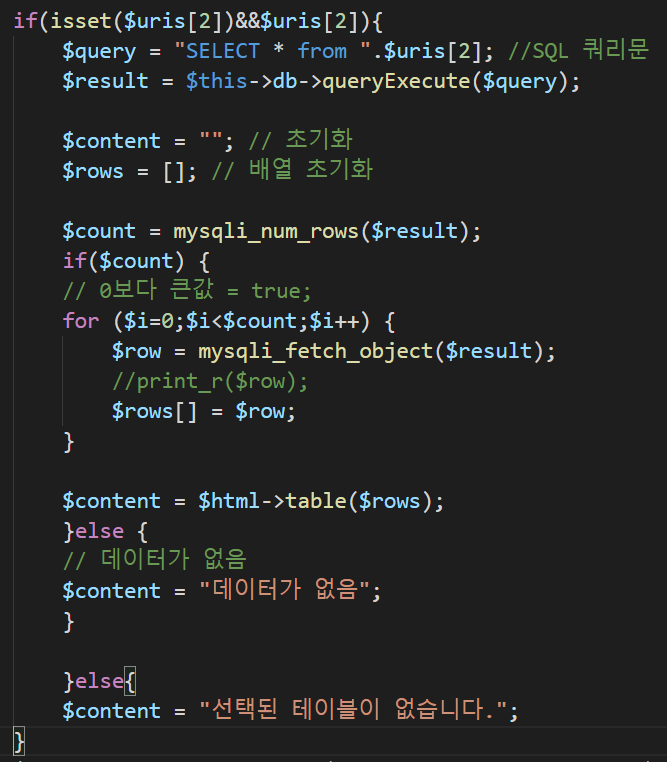 if(isset($uris[2])&&$uris[2]){
$query = "SELECT * from ".$uris[2]; //SQL 쿼리문
$result = $this->db->queryExecute($query);
$content = ""; // 초기화
$rows = []; // 배열 초기화
$count = mysqli_num_rows($result);
if($count) {
// 0보다 큰값 = true;
for ($i=0;$i<$count;$i++) {
$row = mysqli_fetch_object($result);
//print_r($row);
$rows[] = $row;
}
$content = $html->table($rows);
}else {
// 데이터가 없음
$content = "데이터가 없음";
}
}else{
$content = "선택된 테이블이 없습니다.";
}